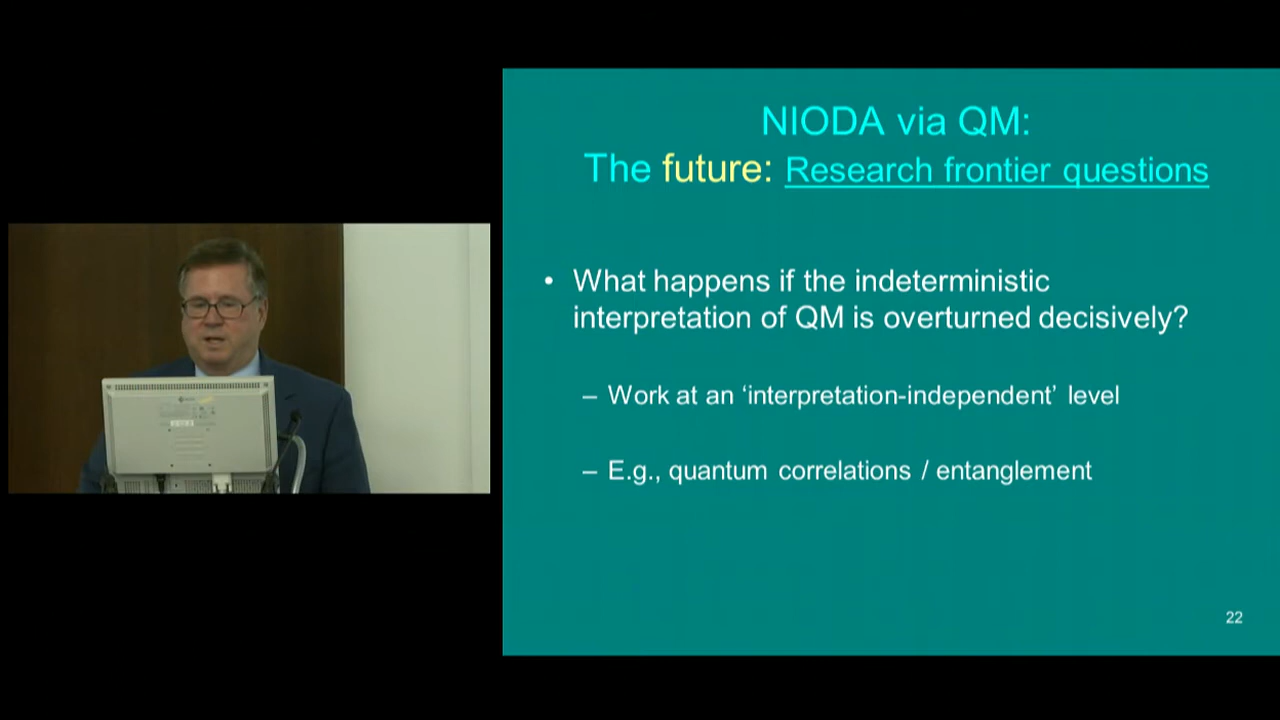 NIODA via QM:
The future: Research frontier questions
• What happens if the indeterministic
interpretation of QM is overturned decisively?
– Work at an ‘interpretation-independent’ level
– E.g., quantum correlations / entanglement
22